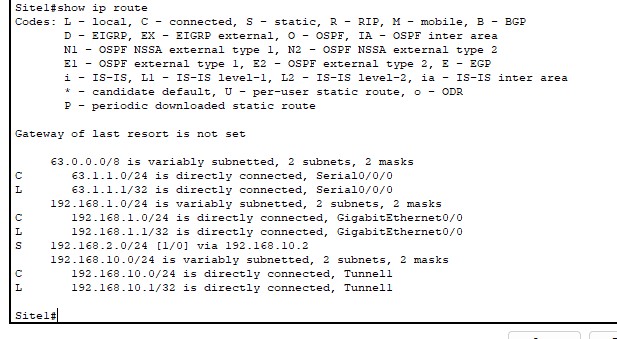 Site1#show ip route
Codes: L - local, C - connected, S - static, R - RIP, M - mobile, B - BGP
D - EIGRP, EX - EIGRP external, O - OSPF, IA - OSPF inter area
N1 - OSPF NSSA external type 1, N2 - OSPF NSSA external type 2
E1 - OSPF external type 1, E2 - OSPF external type 2, E - EGP
i - IS-IS, L1 - IS-IS level-1, L2 - IS-IS level-2, ia - IS-IS inter area
* - candidate default, U - per-user static route, o - ODR
P - periodic downloaded static route
Gateway of last resort is not set
63.0.0.0/8 is variably subnetted, 2 subnets, 2 masks
C 63.1.1.0/24 is directly connected, Serial0/0/0
L 63.1.1.1/32 is directly connected, Serial0/0/0
192.168.1.0/24 is variably subnetted, 2 subnets, 2 masks
C 192.168.1.0/24 is directly connected, GigabitEthernet0/0
L 192.168.1.1/32 is directly connected, GigabitEthernet0/0
S 192.168.2.0/24 [1/0] via 192.168.10.2
192.168.10.0/24 is variably subnetted, 2 subnets, 2 masks
C 192.168.10.0/24 is directly connected, Tunnel1
L 192.168.10.1/32 is directly connected, Tunnel1
Site1#